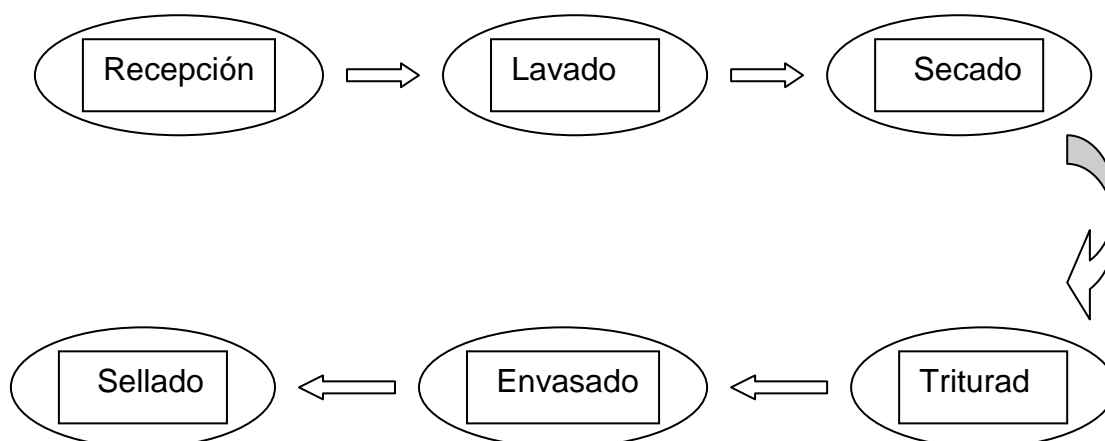 Recepción
Lavado
Secado
Triturad
Envasado
Sellado